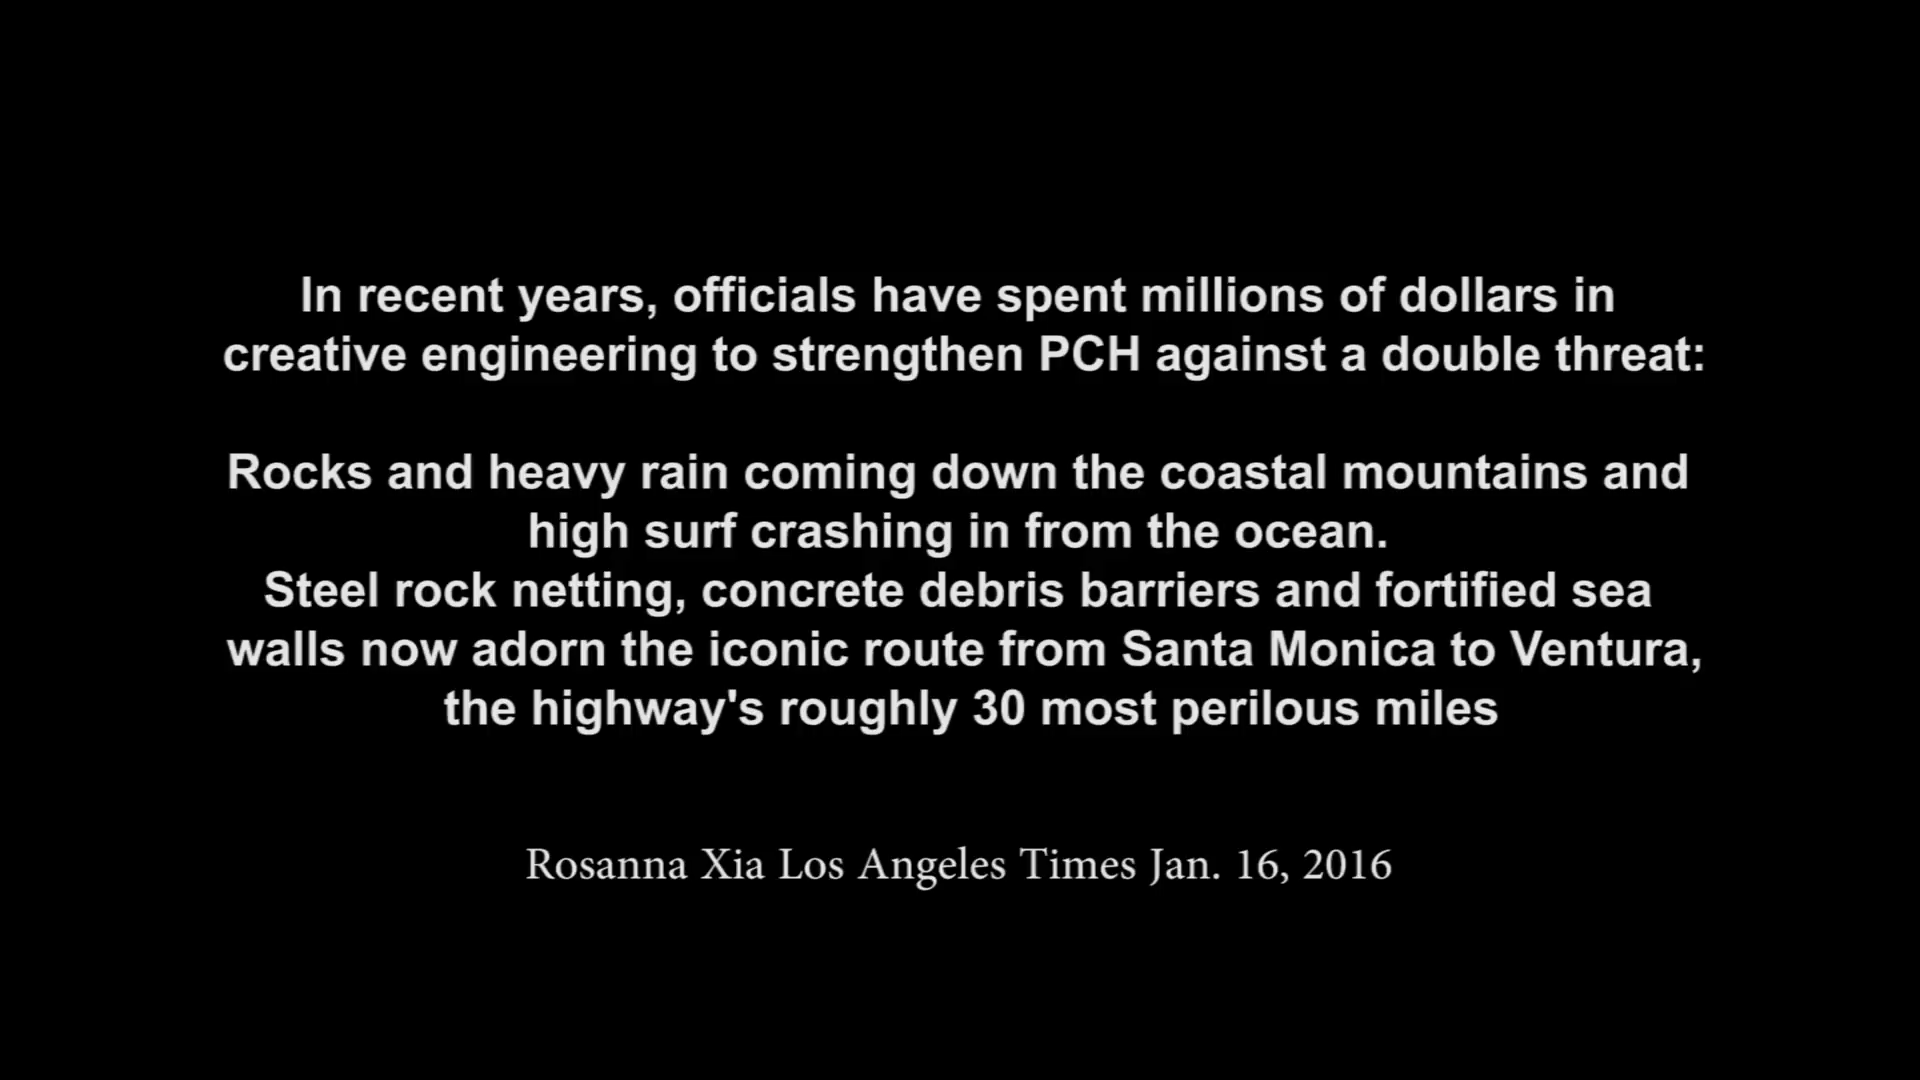 In recent years, officials have spent millions of dollars in
creative engineering to strengthen PCH against a double threat:
Rocks and heavy rain coming down the coastal mountains and
high surf crashing in from the ocean.
Steel rock netting, concrete debris barriers and fortified sea
walls now adorn the iconic route from Santa Monica to Ventura,
the highway's roughly 30 most perilous miles
Rosanna Xia Los Angeles Times Jan. 16, 2016